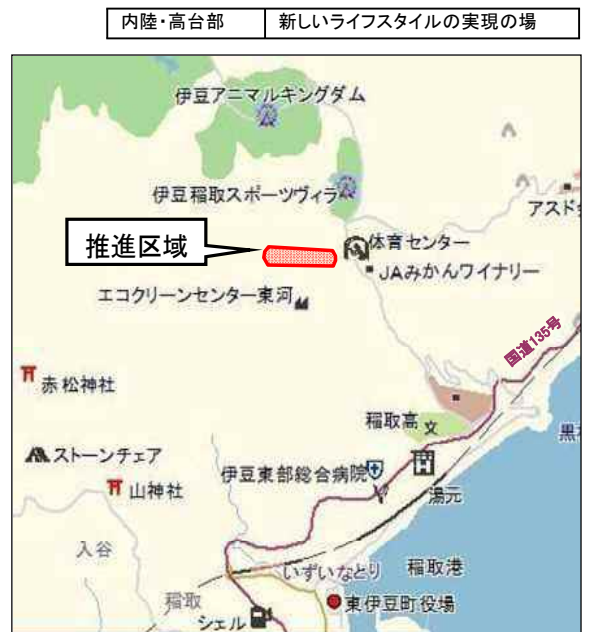 内陸・高台部 新しいライフスタイルの実現の場
伊豆アニマルキングダム
伊豆稲取スポーツヴィラ
アスド
推進区域
体育センター
JAみかんワイナリー
エコクリーンセンター東河
国道135号
赤松神社
稲取高
文
黒
ストーンチェア
伊豆東部総合病院
山神社
湯元
入谷
いずいなとり
稲取港
稲取
東伊豆町役場
シェル